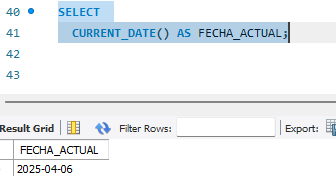 40 SELECT
41 CURRENT_DATE() AS FECHA_ACTUAL;
42
43
Result Grid Filter Rows: Export:
FECHA_ACTUAL
2025-04-06